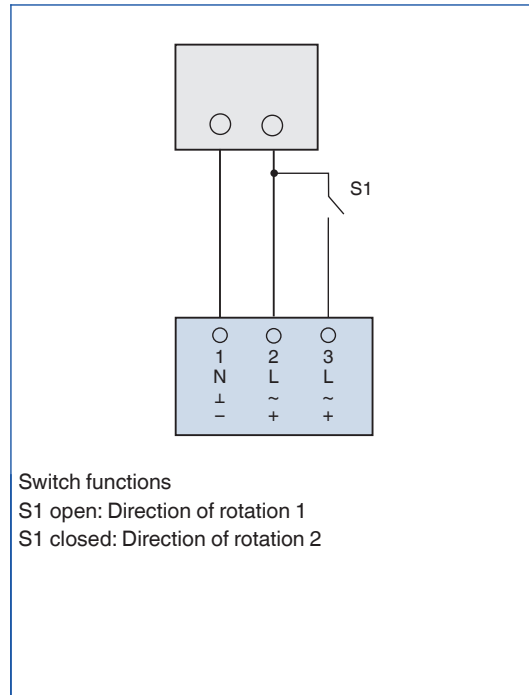 S1
1 2 3
N L L
⊥ ~ ~
− + +
Switch functions
S1 open: Direction of rotation 1
S1 closed: Direction of rotation 2